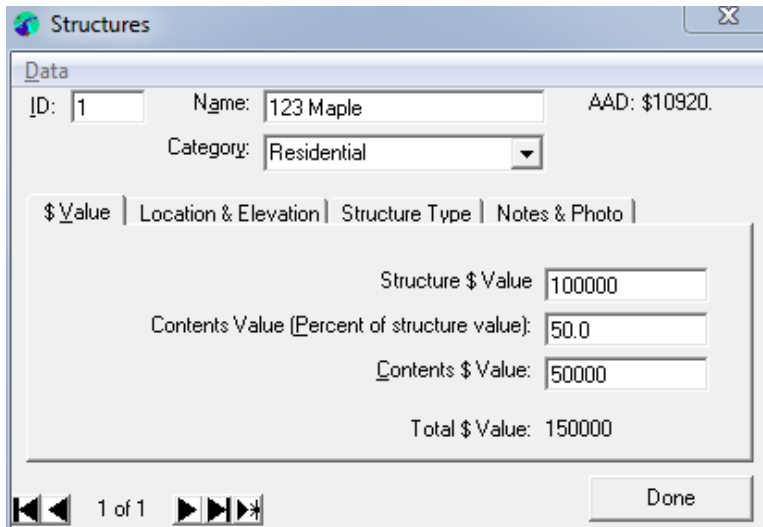 Structures
Data
ID: 1 Name: 123 Maple AAD: $10920.
Category: Residential
$ Value Location & Elevation Structure Type Notes & Photo
Structure $ Value 100000
Contents Value (Percent of structure value): 50.0
Contents $ Value: 50000
Total $ Value: 150000
1 of 1 Done